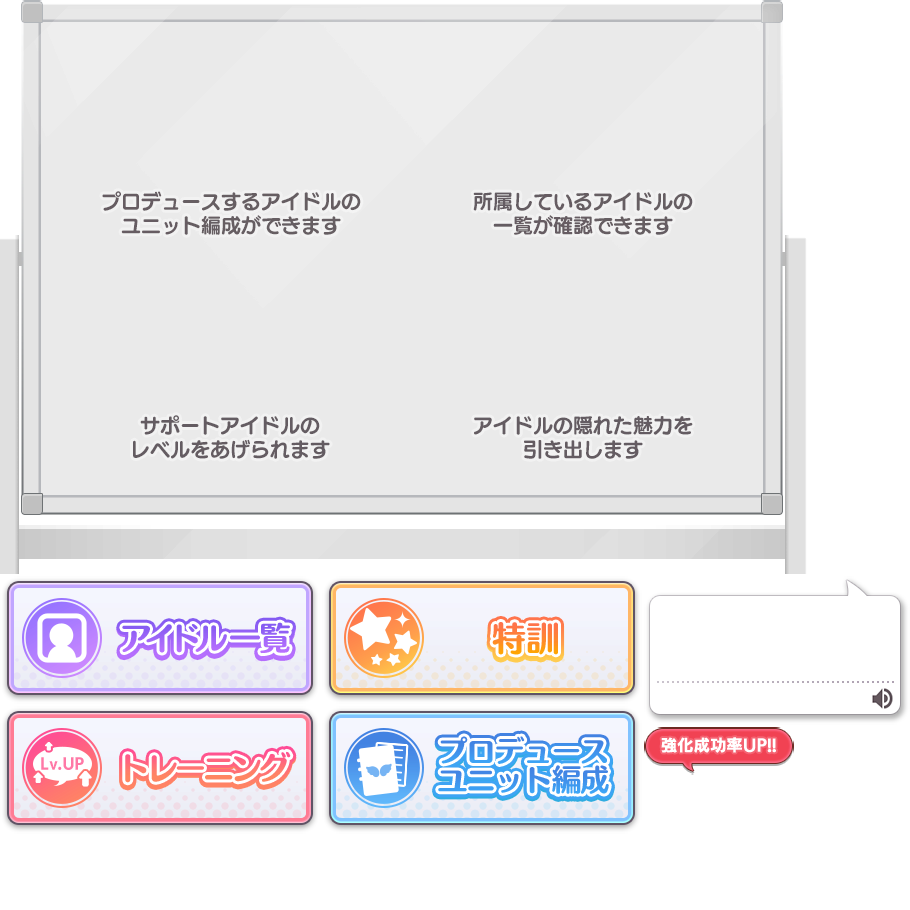 プロデュースするアイドルの
ユニット編成ができます
所属しているアイドルの
一覧が確認できます
サポートアイドルの
レベルをあげられます
アイドルの隠れた魅力を
引き出します
アイドル一覧
特訓
Lv.UP
トレーニング
プロデュース
ユニット編成
強化成功率UP!!